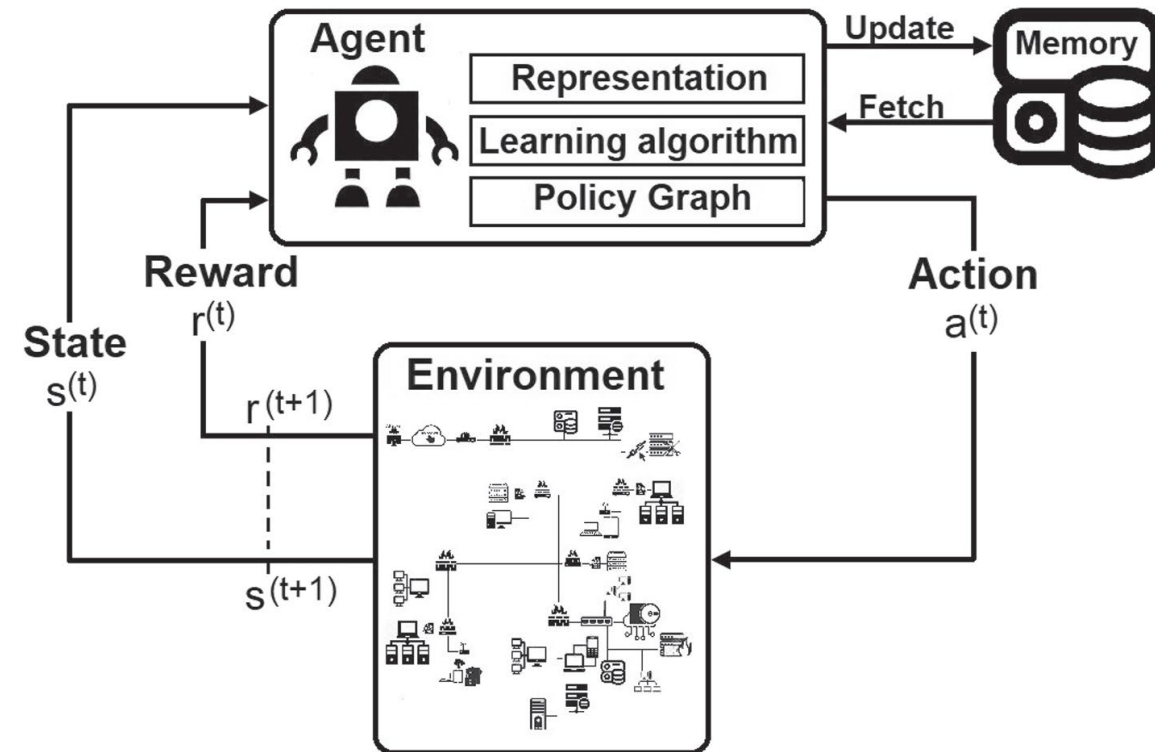 Agent
Representation
Learning algorithm
Policy Graph
Update
Fetch
Memory
Reward
r(t)
State
s(t)
Action
a(t)
Environment
r(t+1)
s(t+1)